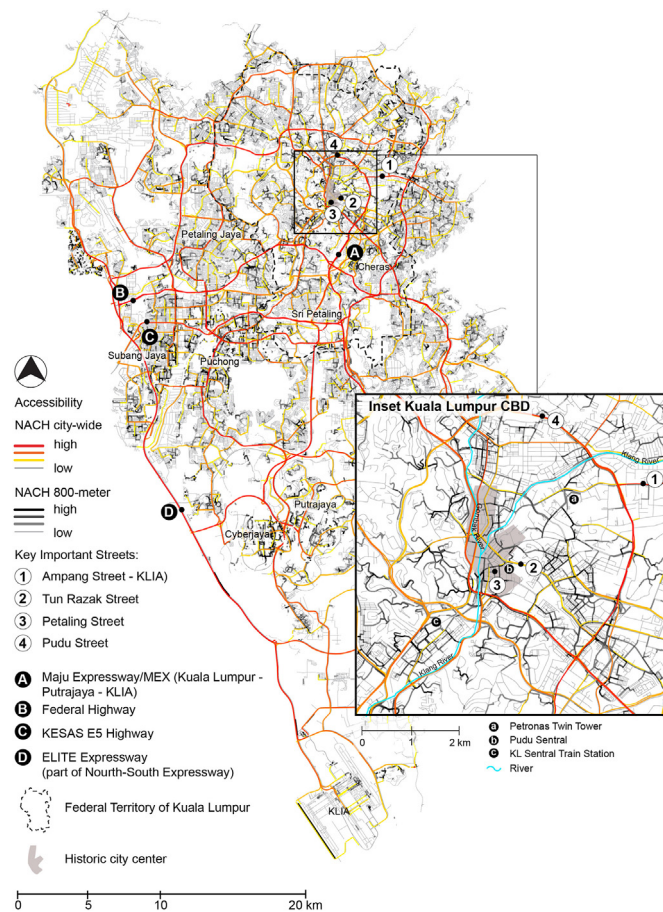 4
1
2
3
A
Petaling Jaya
Cheras
B
Sri Petaling
C
Subang Jaya
Puchong
Accessibility
NACH city-wide
high
low
NACH 800-meter
high
low
Key Important Streets:
1 Ampang Street - KLIA)
2 Tun Razak Street
3 Petaling Street
4 Pudu Street
A Maju Expressway/MEX (Kuala Lumpur -
Putrajaya - KLIA)
B Federal Highway
C KESAS E5 Highway
D ELITE Expressway
(part of Nourth-South Expressway)
Federal Territory of Kuala Lumpur
Historic city center
0 5 10 20 km
D
Putrajaya
Cyberjaya
KLIA
Inset Kuala Lumpur CBD
4
Klang River
1
a
2
b
3
c
Klang River
0 2 km
a Petronas Twin Tower
b Pudu Sentral
c KL Sentral Train Station
River